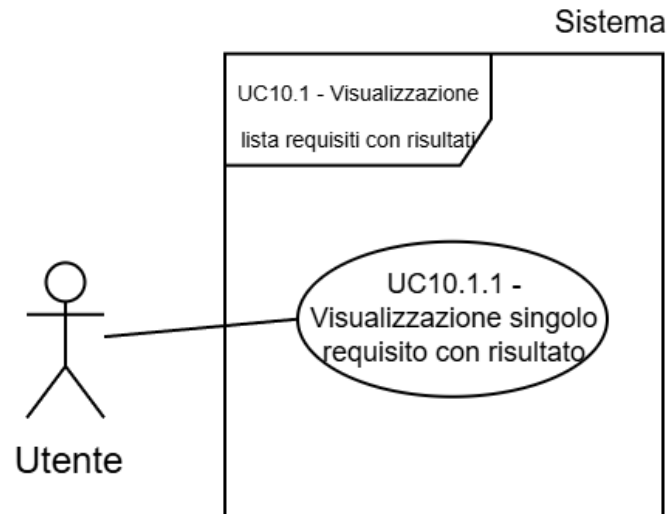 Sistema
UC10.1 - Visualizzazione
lista requisiti con risultati
UC10.1.1 -
Visualizzazione singolo
requisito con risultato
Utente